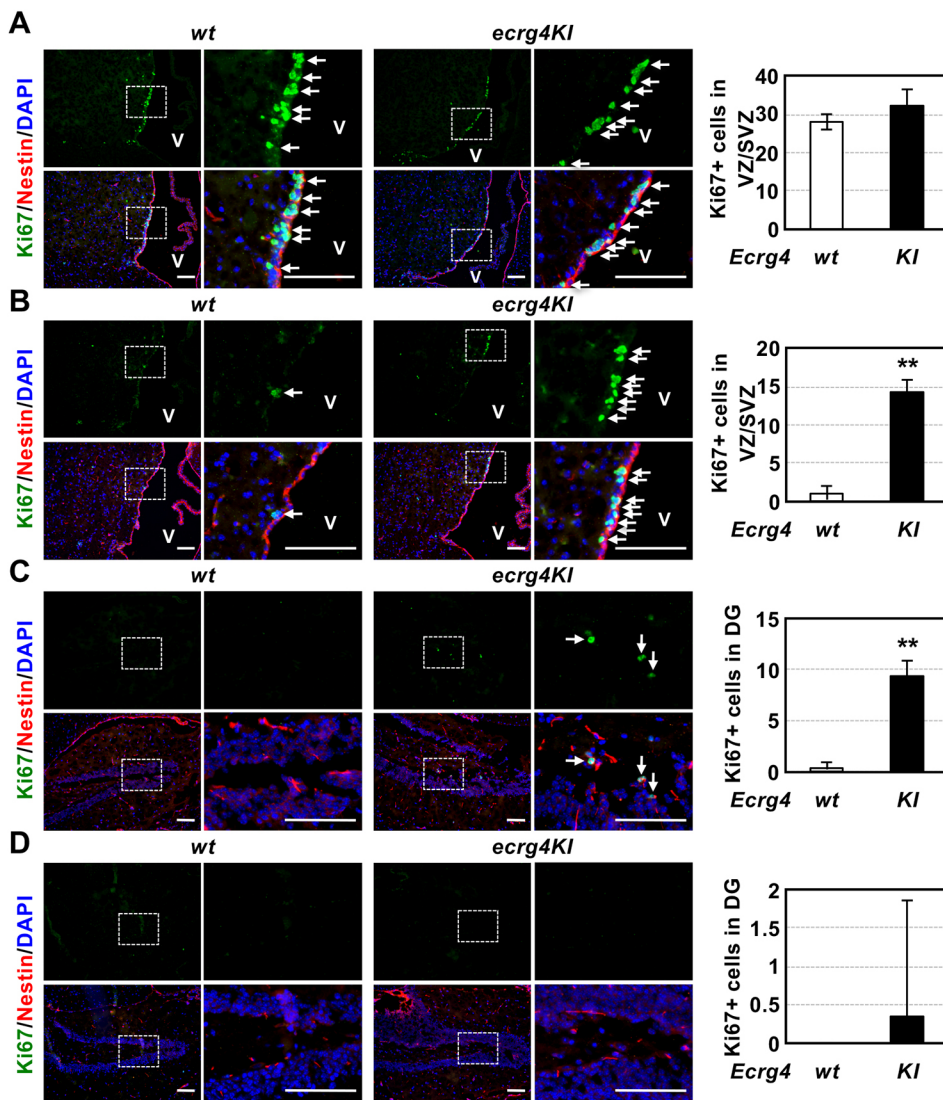 A
wt
ecrg4KI
Ki67/Nestin/DAPI
V
V
V
V
V
V
V
V
Ki67+ cells in
VZ/SVZ
40
30
20
10
0
Ecrg4 wt KI
B
wt
ecrg4KI
Ki67/Nestin/DAPI
V
V
V
V
V
V
V
V
Ki67+ cells in
VZ/SVZ
20
15
10
5
0
**
Ecrg4 wt KI
C
wt
ecrg4KI
Ki67/Nestin/DAPI
Ki67+ cells in DG
15
10
5
0
**
Ecrg4 wt KI
D
wt
ecrg4KI
Ki67/Nestin/DAPI
Ki67+ cells in DG
2
1.5
1
0.5
0
Ecrg4 wt KI